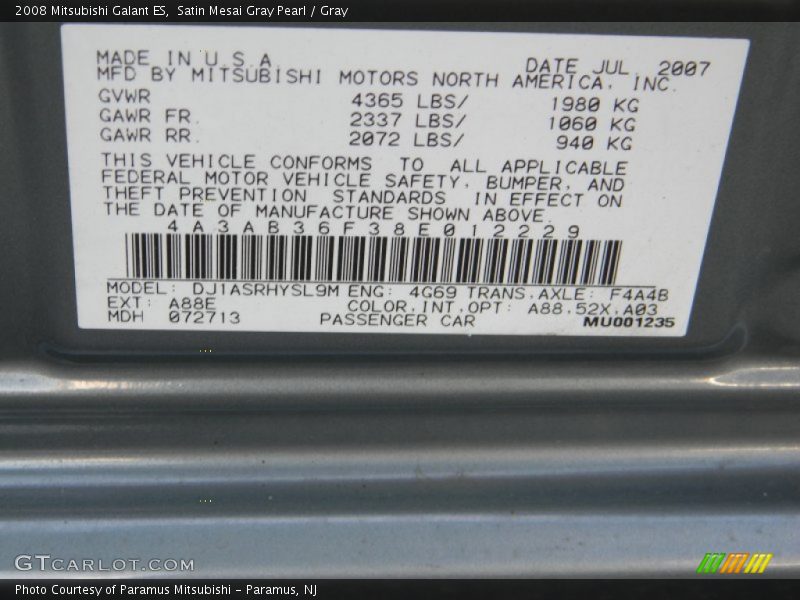 2008 Mitsubishi Galant ES, Satin Mesai Gray Pearl / Gray
MADE IN U.S.A. DATE JUL 2007
MFD BY MITSUBISHI MOTORS NORTH AMERICA, INC.
GVWR 4365 LBS/ 1980 KG
GAWR FR. 2337 LBS/ 1060 KG
GAWR RR. 2072 LBS/ 940 KG
THIS VEHICLE CONFORMS TO ALL APPLICABLE
FEDERAL MOTOR VEHICLE SAFETY, BUMPER, AND
THEFT PREVENTION STANDARDS IN EFFECT ON
THE DATE OF MANUFACTURE SHOWN ABOVE.
4A3AB36F38E012229
MODEL: DJ1ASRHYSL9M ENG: 4G69 TRANS.AXLE: F4A4B
EXT: A88E COLOR.INT.OPT: A88.52X.A03
MDH 072713 PASSENGER CAR MU001235
GTCARLOT.COM
Photo Courtesy of Paramus Mitsubishi - Paramus, NJ